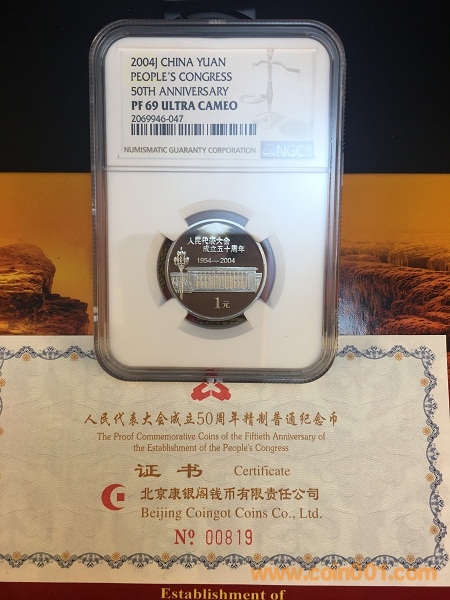 2004J CHINA YUAN
PEOPLE'S CONGRESS
50TH ANNIVERSARY
PF 69 ULTRA CAMEO
2069946-047
NUMISMATIC GUARANTY CORPORATION
NGC
人民代表大会
成立五十周年
1954—2004
1元
人民代表大会成立50周年精制普通纪念币
The Proof Commemorative Coins of the Fiftieth Anniversary of
the Establishment of the People's Congress
证书 Certificate
北京康银阁钱币有限责任公司
Beijing Coingot Coins Co., Ltd.
Nº 00819
www.coin001.com
Establishment of